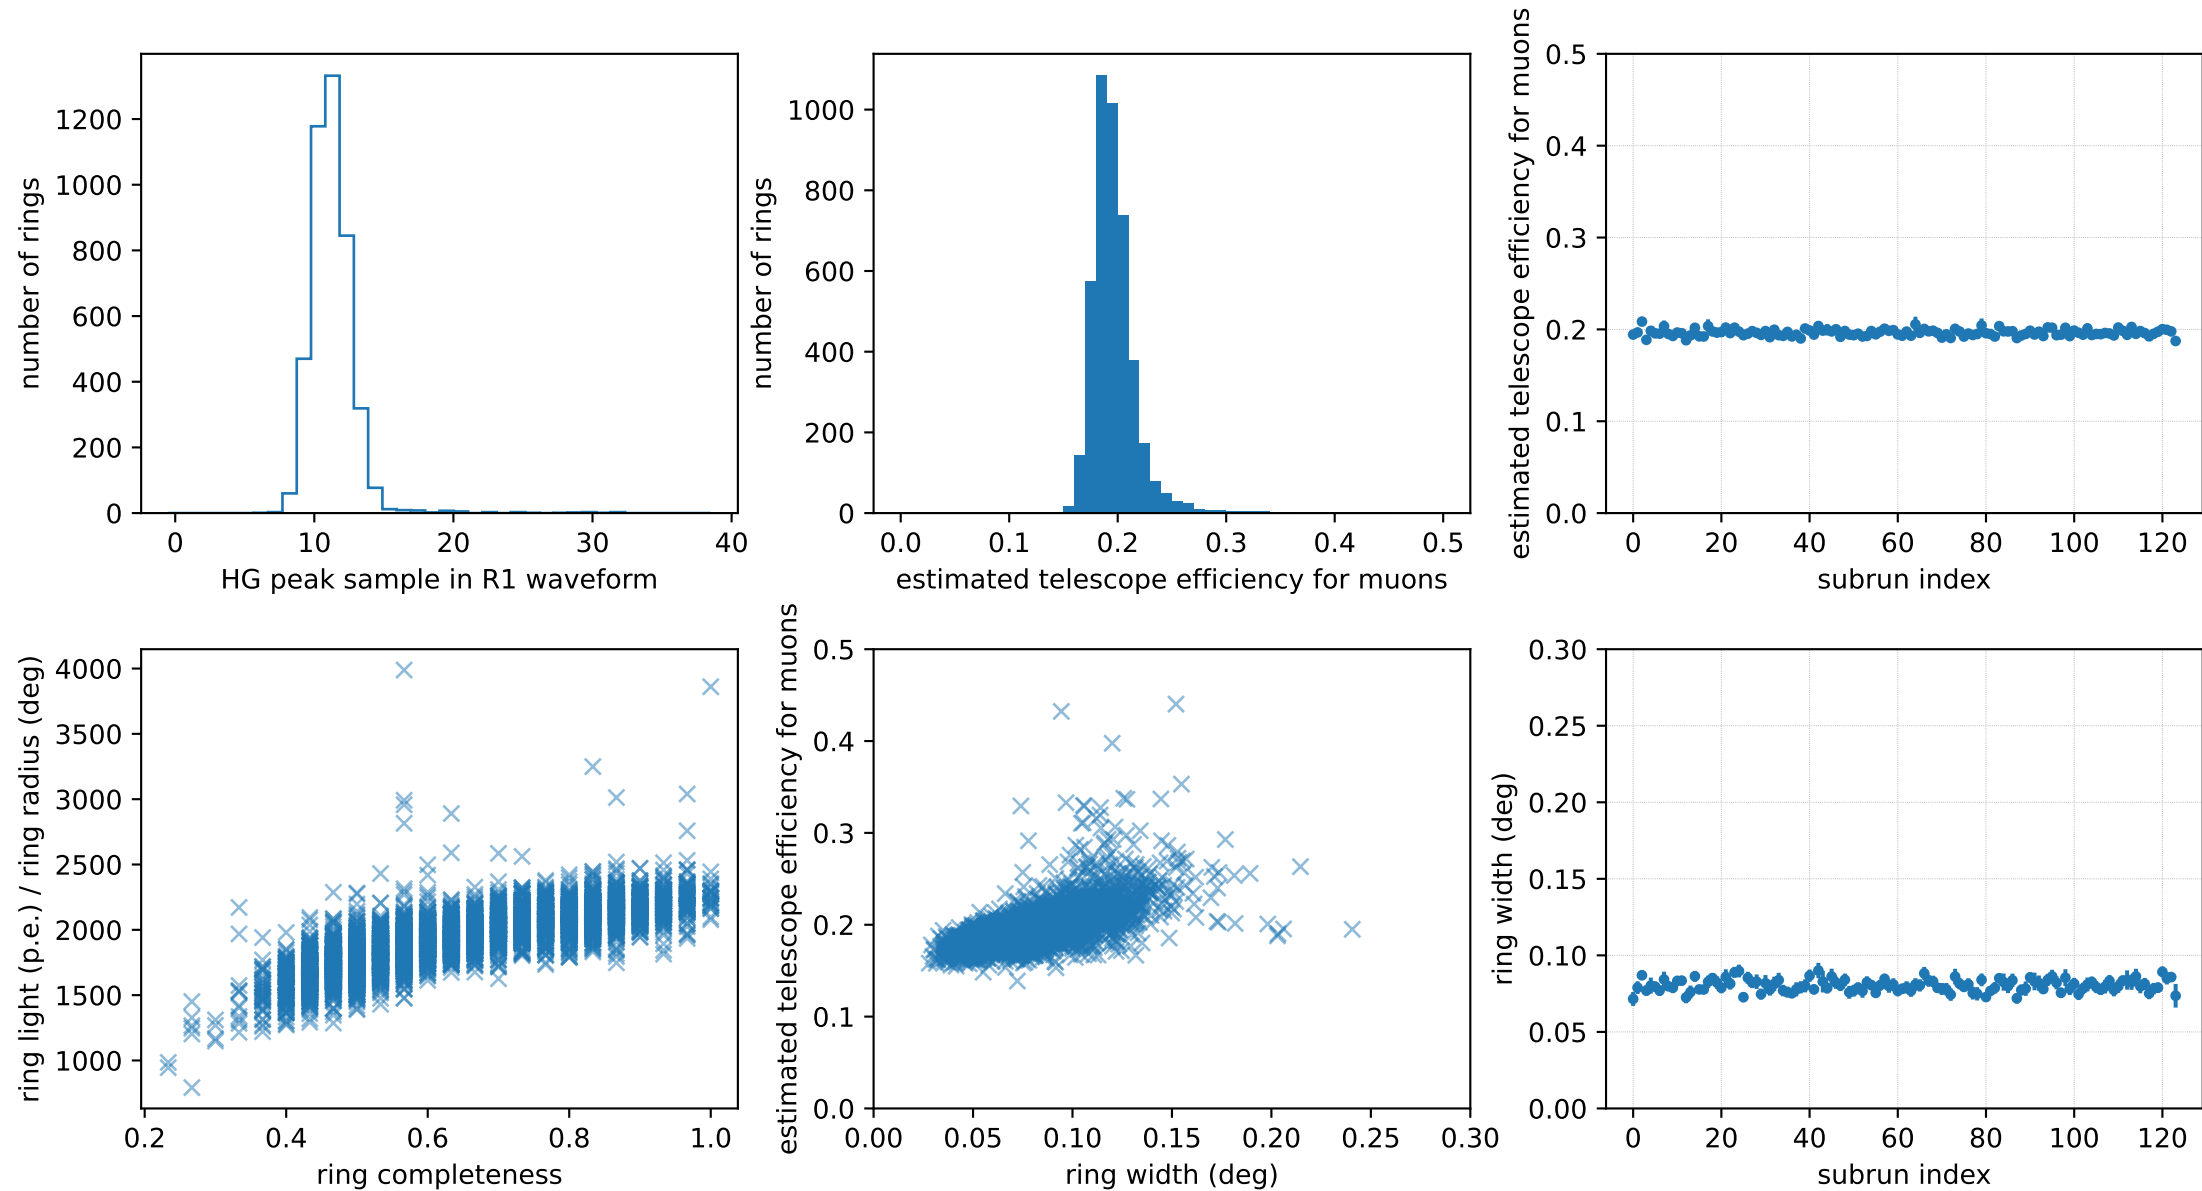 number of rings
1200
1000
800
600
400
200
0
0 10 20 30 40
HG peak sample in R1 waveform
number of rings
1000
800
600
400
200
0
0.0 0.1 0.2 0.3 0.4 0.5
estimated telescope efficiency for muons
estimated telescope efficiency for muons
0.5
0.4
0.3
0.2
0.1
0.0
0 20 40 60 80 100 120
subrun index
ring light (p.e.) / ring radius (deg)
4000
3500
3000
2500
2000
1500
1000
0.2 0.4 0.6 0.8 1.0
ring completeness
estimated telescope efficiency for muons
0.5
0.4
0.3
0.2
0.1
0.0
0.00 0.05 0.10 0.15 0.20 0.25 0.30
ring width (deg)
ring width (deg)
0.30
0.25
0.20
0.15
0.10
0.05
0.00
0 20 40 60 80 100 120
subrun index